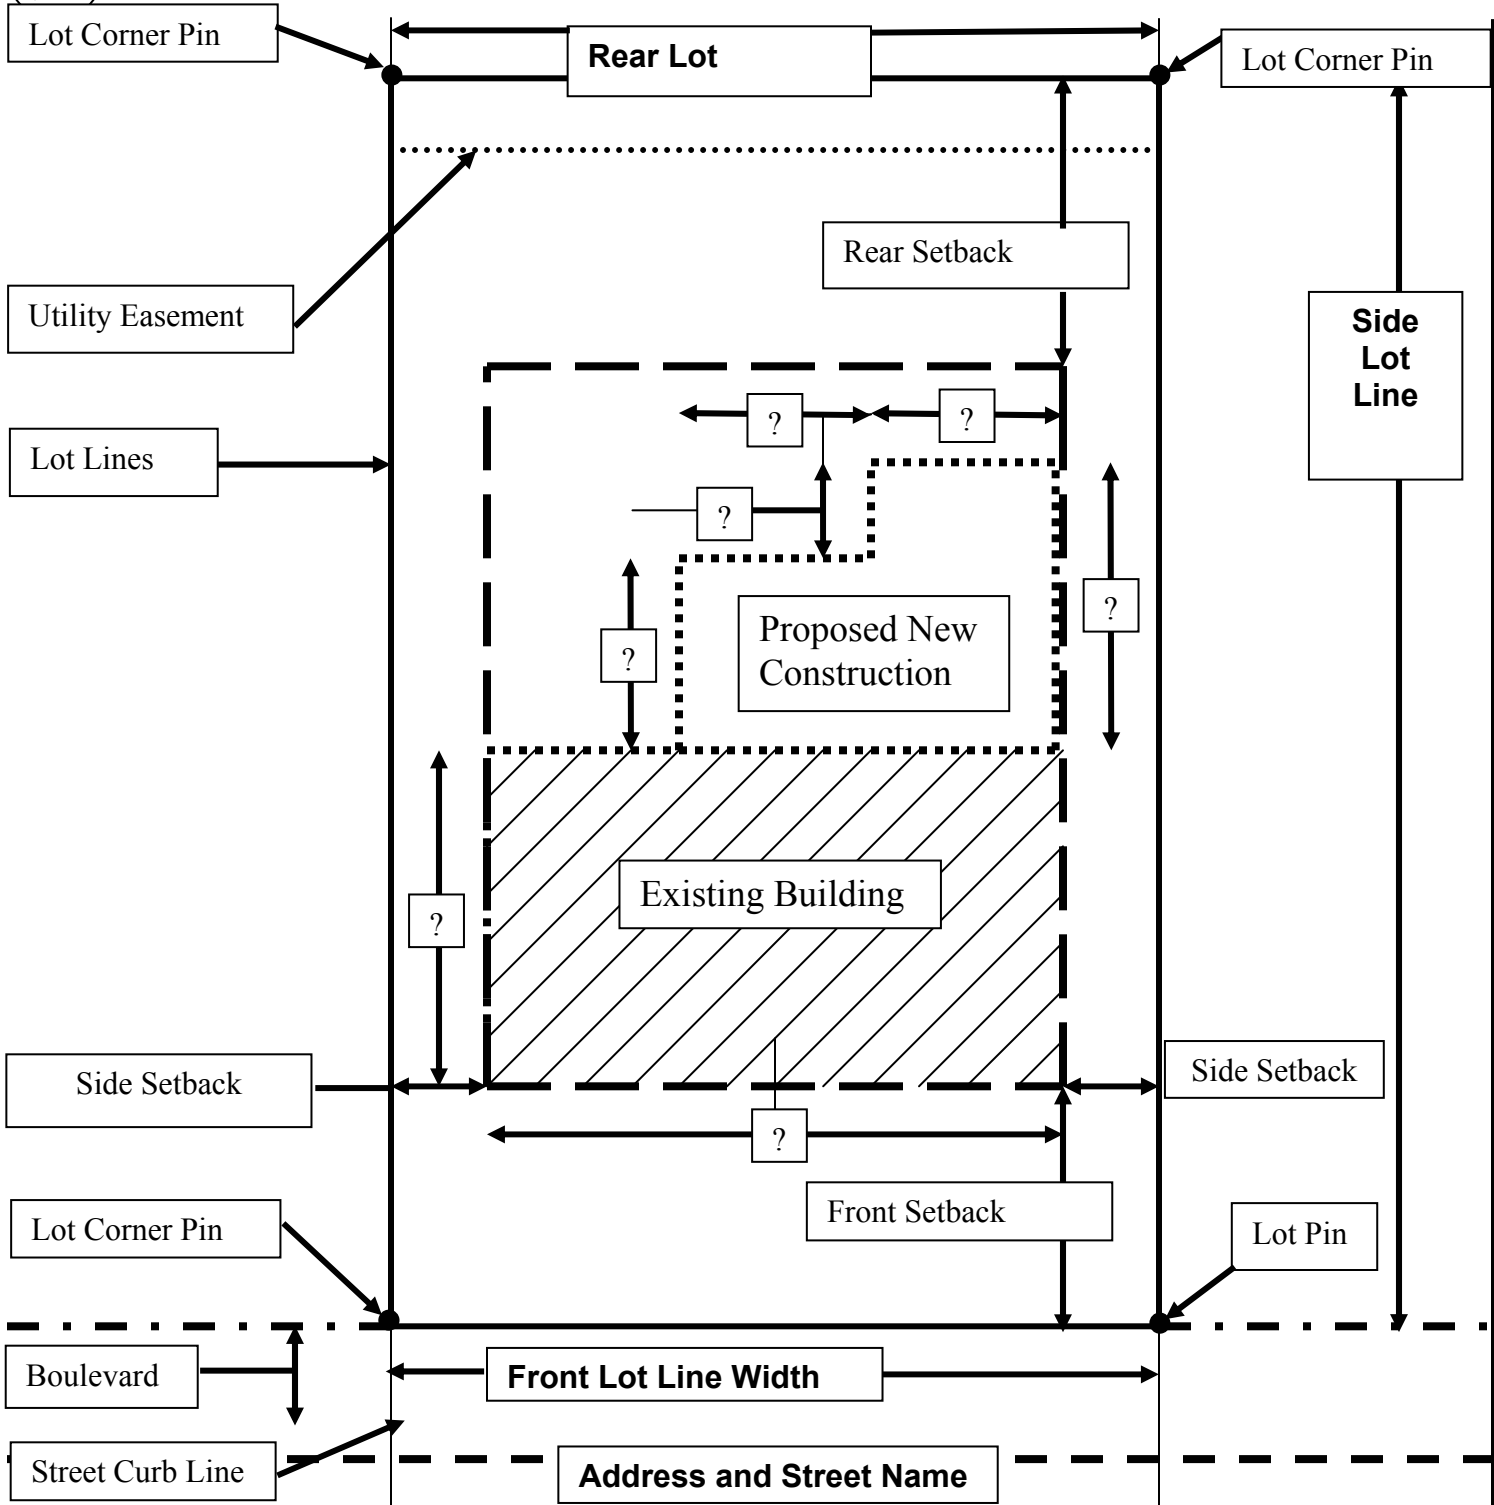 Lot Corner Pin
Rear Lot
Lot Corner Pin
Rear Setback
Utility Easement
Side
Lot
Line
?
?
Lot Lines
?
?
Proposed New
Construction
?
Existing Building
?
Side Setback
Side Setback
?
Front Setback
Lot Corner Pin
Lot Pin
Boulevard
Front Lot Line Width
Street Curb Line
Address and Street Name